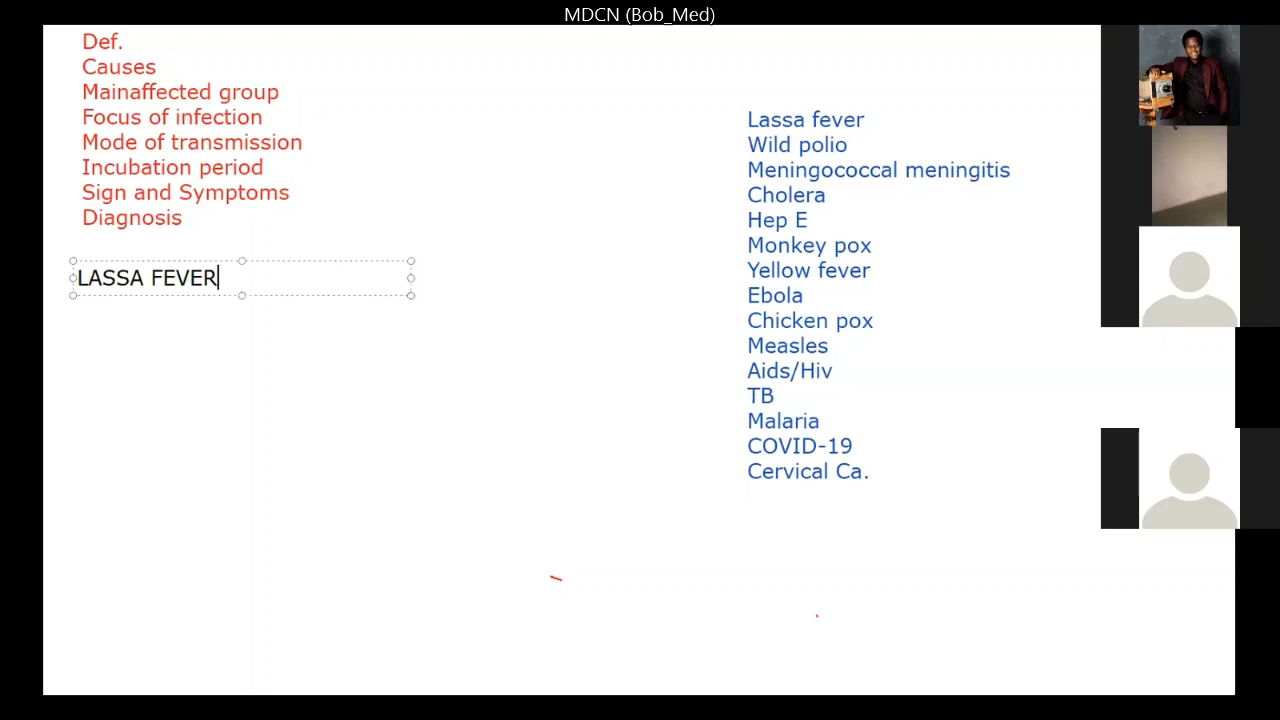 MDCN (Bob_Med)
Def.
Causes
Mainaffected group
Focus of infection
Mode of transmission
Incubation period
Sign and Symptoms
Diagnosis
LASSA FEVER
Lassa fever
Wild polio
Meningococcal meningitis
Cholera
Hep E
Monkey pox
Yellow fever
Ebola
Chicken pox
Measles
Aids/Hiv
TB
Malaria
COVID-19
Cervical Ca.